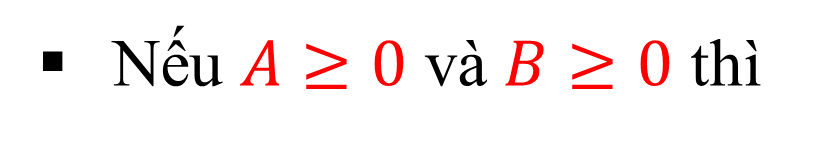 ▪ Nếu 𝐴 ≥ 0 và 𝐵 ≥ 0 thì